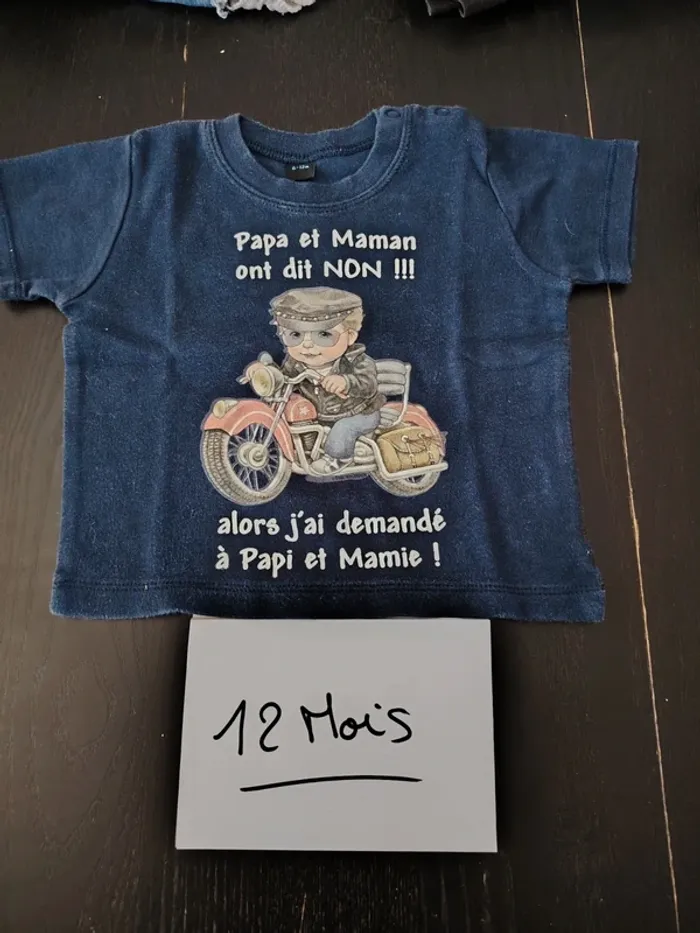 Papa et Maman
ont dit NON !!!
alors j'ai demandé
à Papi et Mamie !
12 Mois